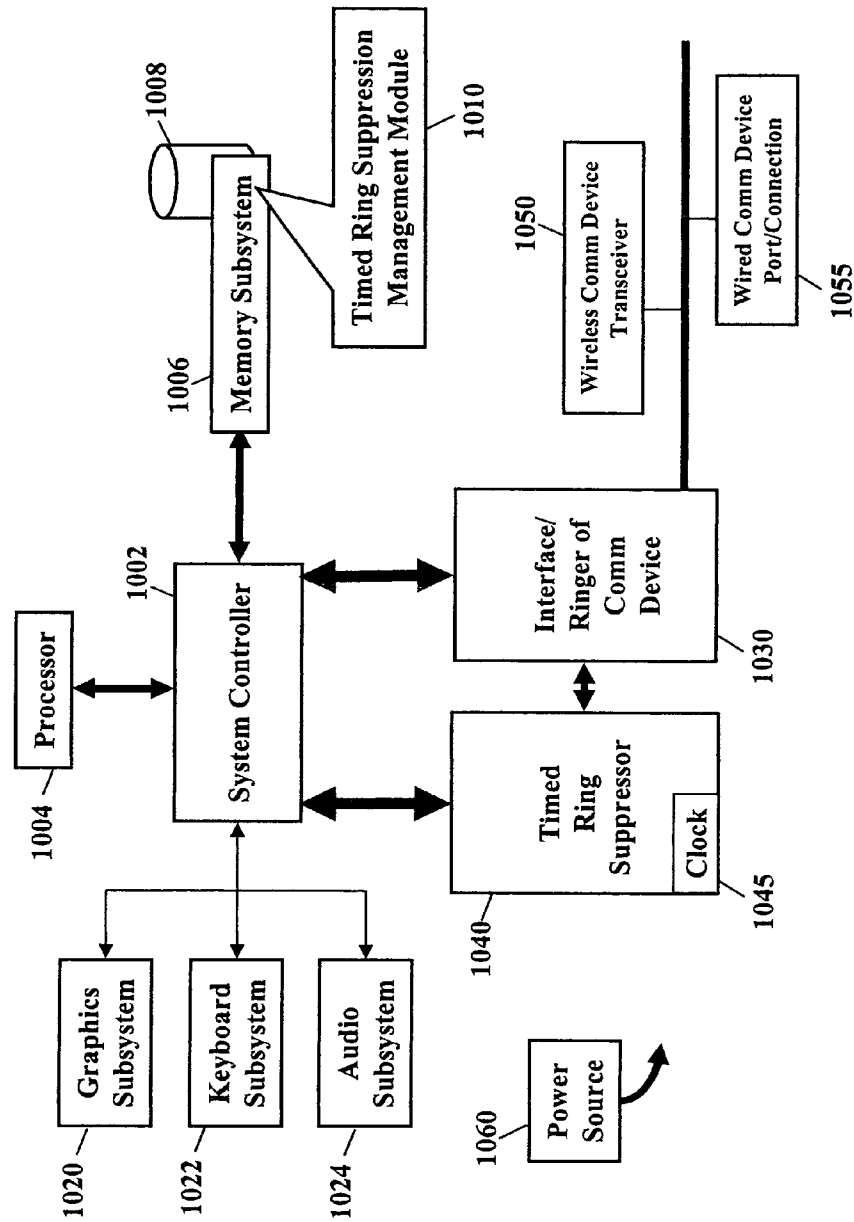 1004
Processor
1002
System Controller
1006
1008
Memory Subsystem
Timed Ring Suppression
Management Module
1010
Graphics
Subsystem
1020
Keyboard
Subsystem
1022
Audio
Subsystem
1024
1040
Timed
Ring
Suppressor
Clock
1045
Interface/
Ringer of
Comm
Device
1030
1050
Wireless Comm Device
Transceiver
Wired Comm Device
Port/Connection
1055
1060
Power
Source